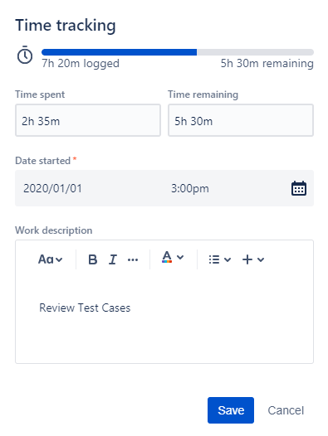 Time tracking
7h 20m logged 5h 30m remaining
Time spent Time remaining
2h 35m 5h 30m
Date started *
2020/01/01 3:00pm
Work description
Aa B I ... A +
Review Test Cases
Save Cancel